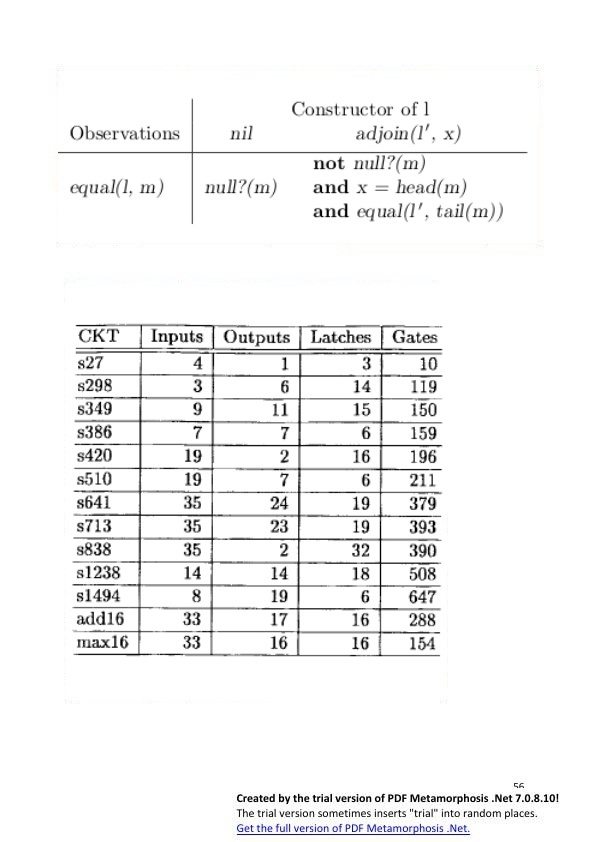 Constructor of l
Observations nil adjoin(l′, x)
not null?(m)
equal(l, m) null?(m) and x = head(m)
and equal(l′, tail(m))
CKT Inputs Outputs Latches Gates
s27 4 1 3 10
s298 3 6 14 119
s349 9 11 15 150
s386 7 7 6 159
s420 19 2 16 196
s510 19 7 6 211
s641 35 24 19 379
s713 35 23 19 393
s838 35 2 32 390
s1238 14 14 18 508
s1494 8 19 6 647
add16 33 17 16 288
max16 33 16 16 154
56
Created by the trial version of PDF Metamorphosis .Net 7.0.8.10!
The trial version sometimes inserts "trial" into random places.
Get the full version of PDF Metamorphosis .Net.